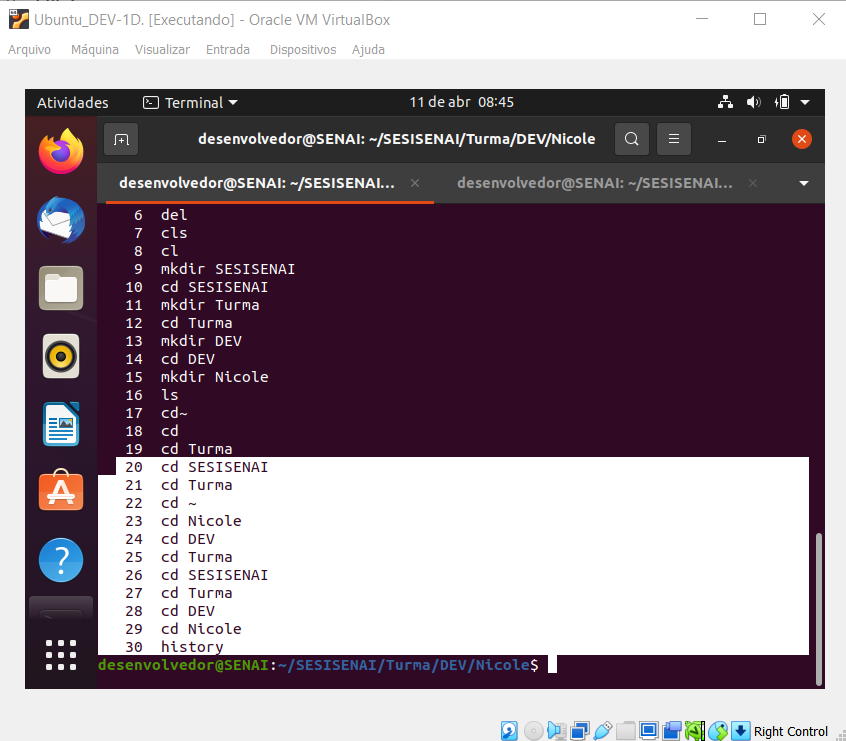 Ubuntu_DEV-1D. [Executando] - Oracle VM VirtualBox
Arquivo Máquina Visualizar Entrada Dispositivos Ajuda
Atividades Terminal 11 de abr 08:45
desenvolvedor@SENAI: ~/SESISENAI/Turma/DEV/Nicole
desenvolvedor@SENAI: ~/SESISENAI... desenvolvedor@SENAI: ~/SESISENAI...
6 del
7 cls
8 cl
9 mkdir SESISENAI
10 cd SESISENAI
11 mkdir Turma
12 cd Turma
13 mkdir DEV
14 cd DEV
15 mkdir Nicole
16 ls
17 cd~
18 cd
19 cd Turma
20 cd SESISENAI
21 cd Turma
22 cd ~
23 cd Nicole
24 cd DEV
25 cd Turma
26 cd SESISENAI
27 cd Turma
28 cd DEV
29 cd Nicole
30 history
desenvolvedor@SENAI:~/SESISENAI/Turma/DEV/Nicole$
Right Control